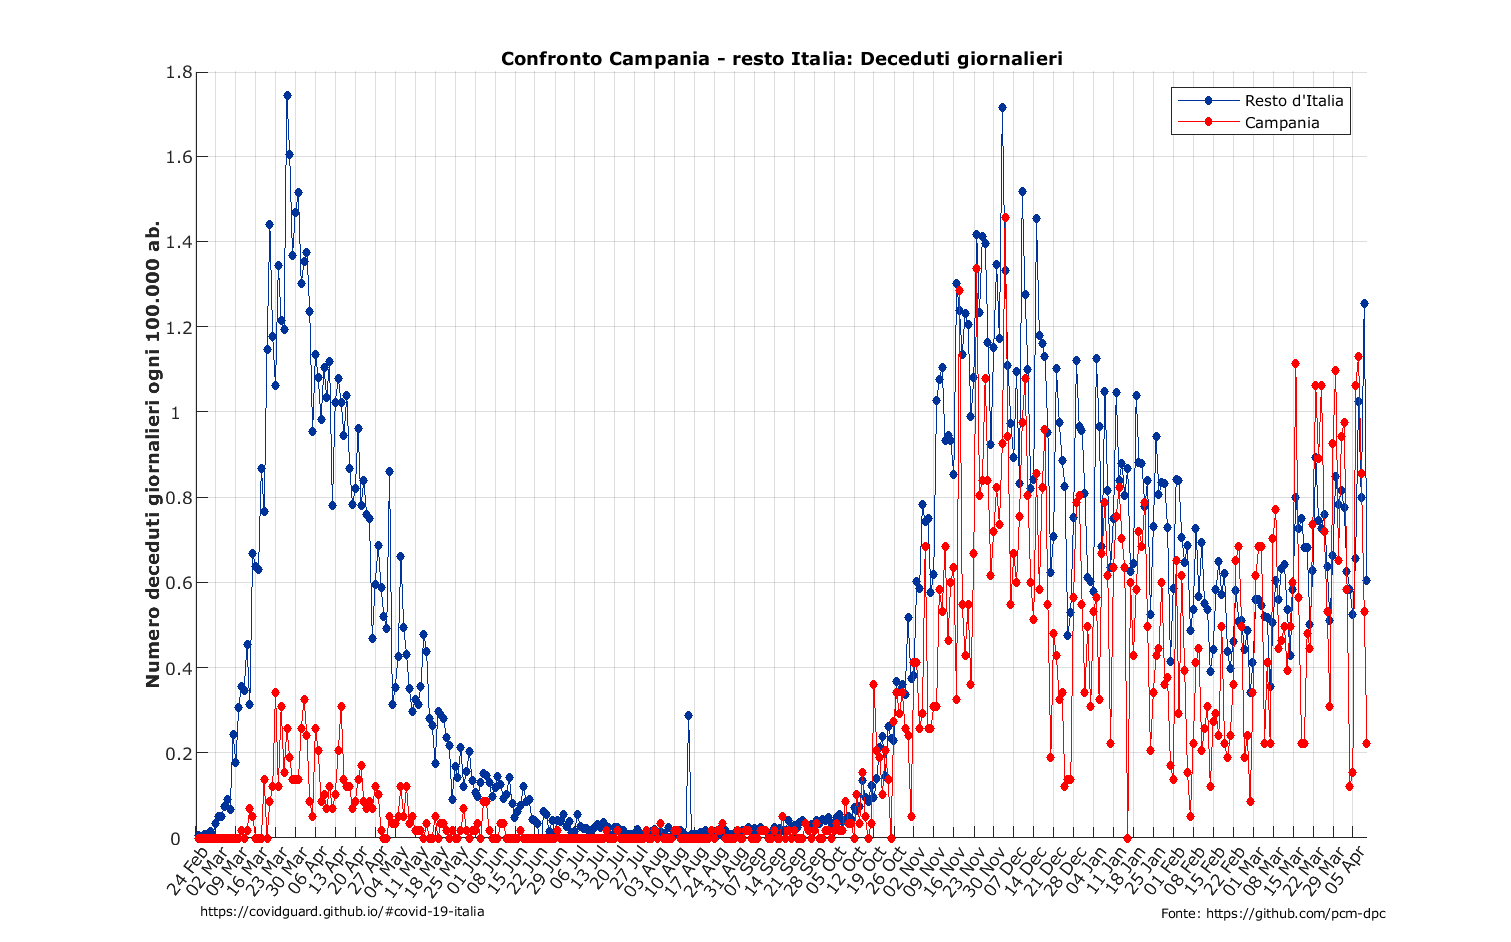 Confronto Campania - resto Italia: Deceduti giornalieri
Numero deceduti giornalieri ogni 100.000 ab.
1.8
1.6
1.4
1.2
1
0.8
0.6
0.4
0.2
0
Resto d'Italia
Campania
24 Feb
02 Mar
09 Mar
16 Mar
23 Mar
30 Mar
06 Apr
13 Apr
20 Apr
27 Apr
04 May
11 May
18 May
25 May
01 Jun
08 Jun
15 Jun
22 Jun
29 Jun
06 Jul
13 Jul
20 Jul
27 Jul
03 Aug
10 Aug
17 Aug
24 Aug
31 Aug
07 Sep
14 Sep
21 Sep
28 Sep
05 Oct
12 Oct
19 Oct
26 Oct
02 Nov
09 Nov
16 Nov
23 Nov
30 Nov
07 Dec
14 Dec
21 Dec
28 Dec
04 Jan
11 Jan
18 Jan
25 Jan
01 Feb
08 Feb
15 Feb
22 Feb
01 Mar
08 Mar
15 Mar
22 Mar
29 Mar
05 Apr
https://covidguard.github.io/#covid-19-italia
Fonte: https://github.com/pcm-dpc